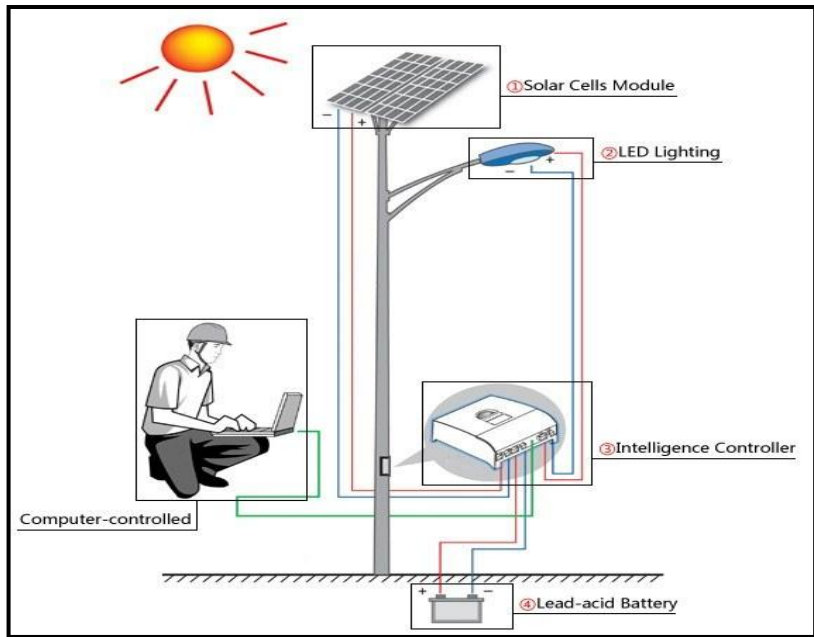 ①Solar Cells Module
− +
②LED Lighting
− +
③Intelligence Controller
Computer-controlled
+ −
④Lead-acid Battery